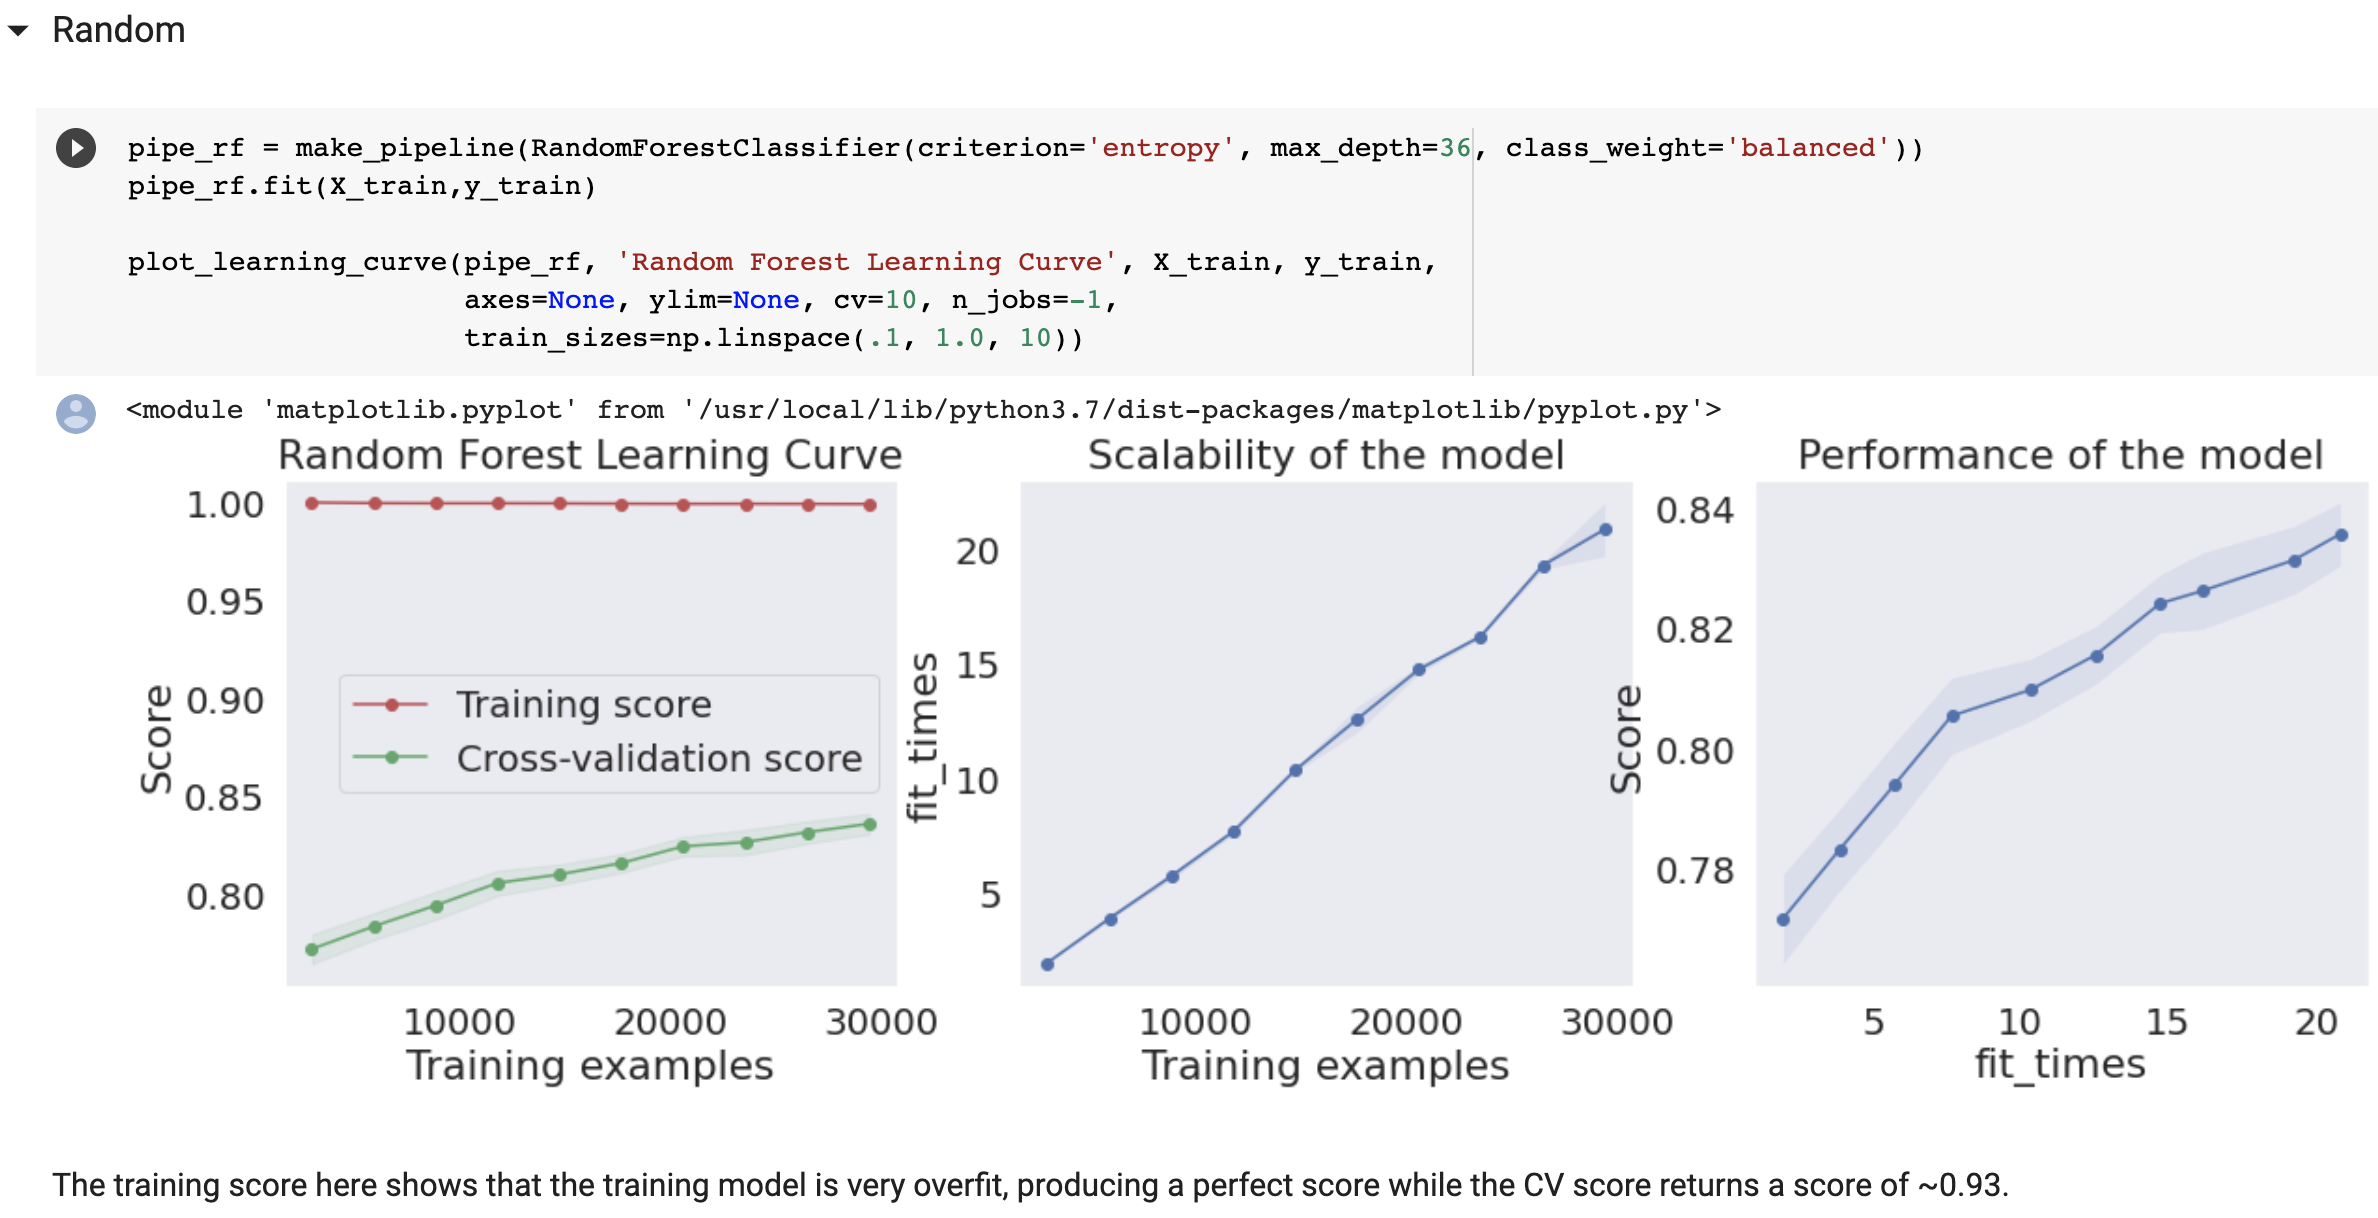 Random
pipe_rf = make_pipeline(RandomForestClassifier(criterion='entropy', max_depth=36, class_weight='balanced'))
pipe_rf.fit(X_train,y_train)
plot_learning_curve(pipe_rf, 'Random Forest Learning Curve', X_train, y_train,
axes=None, ylim=None, cv=10, n_jobs=-1,
train_sizes=np.linspace(.1, 1.0, 10))
<module 'matplotlib.pyplot' from '/usr/local/lib/python3.7/dist-packages/matplotlib/pyplot.py'>
Random Forest Learning Curve
1.00
0.95
0.90
0.85
0.80
Score
Training score
Cross-validation score
10000 20000 30000
Training examples
Scalability of the model
20
15
10
5
fit_times
10000 20000 30000
Training examples
Performance of the model
0.84
0.82
0.80
0.78
Score
5 10 15 20
fit_times
The training score here shows that the training model is very overfit, producing a perfect score while the CV score returns a score of ~0.93.